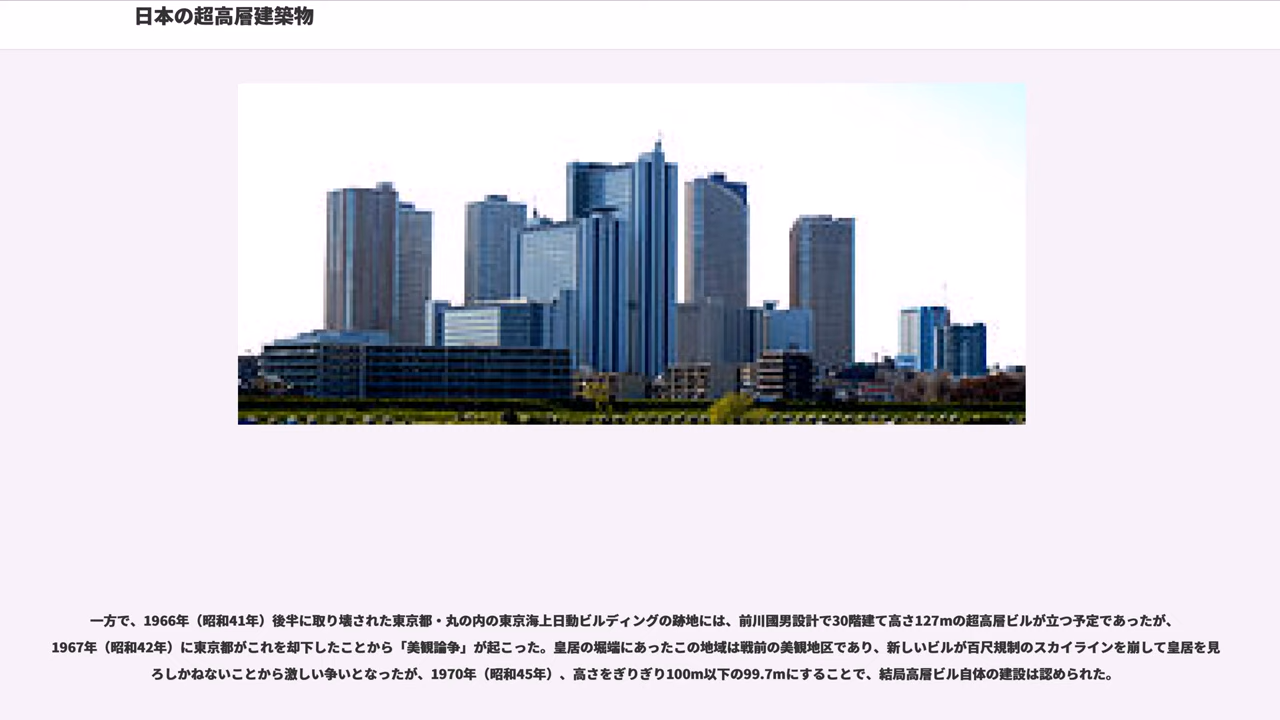 日本の超高層建築物
一方で、1966年（昭和41年）後半に取り壊された東京都・丸の内の東京海上日動ビルディングの跡地には、前川國男設計で30階建て高さ127mの超高層ビルが立つ予定であったが、
1967年（昭和42年）に東京都がこれを却下したことから「美観論争」が起こった。皇居の堀端にあったこの地域は戦前の美観地区であり、新しいビルが百尺規制のスカイラインを崩して皇居を見
ろしかねないことから激しい争いとなったが、1970年（昭和45年）、高さをぎりぎり100m以下の99.7mにすることで、結局高層ビル自体の建設は認められた。